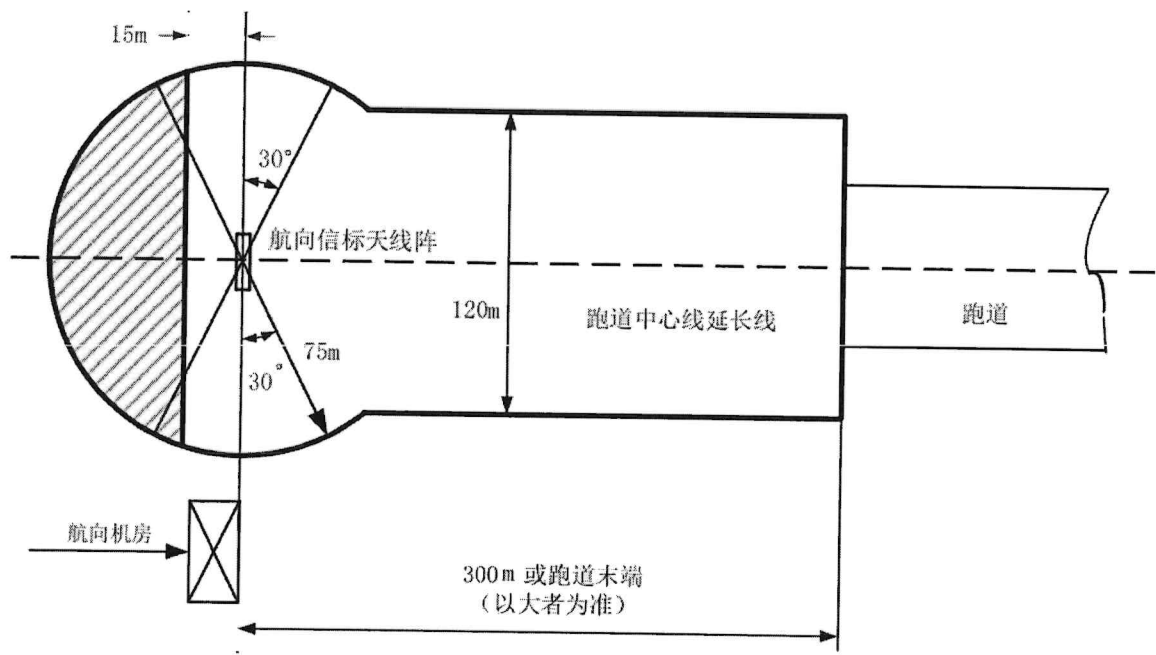 15m
30°
航向信标天线阵
120m
跑道中心线延长线
跑道
75m
30°
航向机房
300m 或跑道末端
(以大者为准)